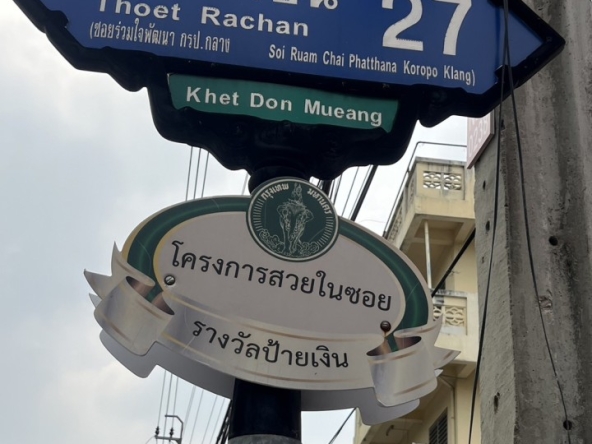 27
Thoet Rachan
(ซอยร่วมใจพัฒนา กรป.กลาง
Soi Ruam Chai Phatthana Koropo Klang)
Khet Don Mueang
กรุงเทพ มหานคร
โครงการสวยในซอย
รางวัลป้ายเงิน